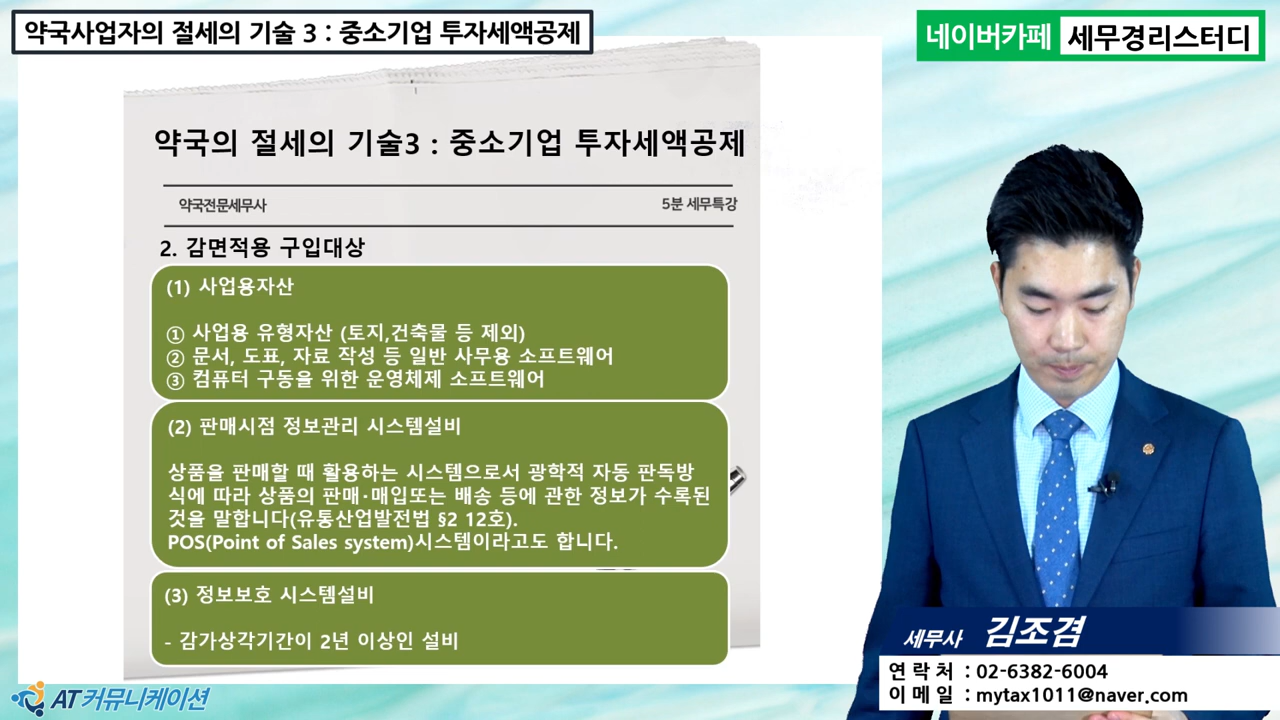 약국사업자의 절세의 기술 3 : 중소기업 투자세액공제
네이버카페 세무경리스터디
약국의 절세의 기술3 : 중소기업 투자세액공제
약국전문세무사
5분 세무특강
2. 감면적용 구입대상
(1) 사업용자산
① 사업용 유형자산 (토지,건축물 등 제외)
② 문서, 도표, 자료 작성 등 일반 사무용 소프트웨어
③ 컴퓨터 구동을 위한 운영체제 소프트웨어
(2) 판매시점 정보관리 시스템설비
상품을 판매할 때 활용하는 시스템으로서 광학적 자동 판독방
식에 따라 상품의 판매·매입또는 배송 등에 관한 정보가 수록된
것을 말합니다(유통산업발전법 §2 12호).
POS(Point of Sales system)시스템이라고도 합니다.
(3) 정보보호 시스템설비
- 감가상각기간이 2년 이상인 설비
세무사 김조겸
연 락 처 : 02-6382-6004
이 메 일 : mytax1011@naver.com
AT커뮤니케이션